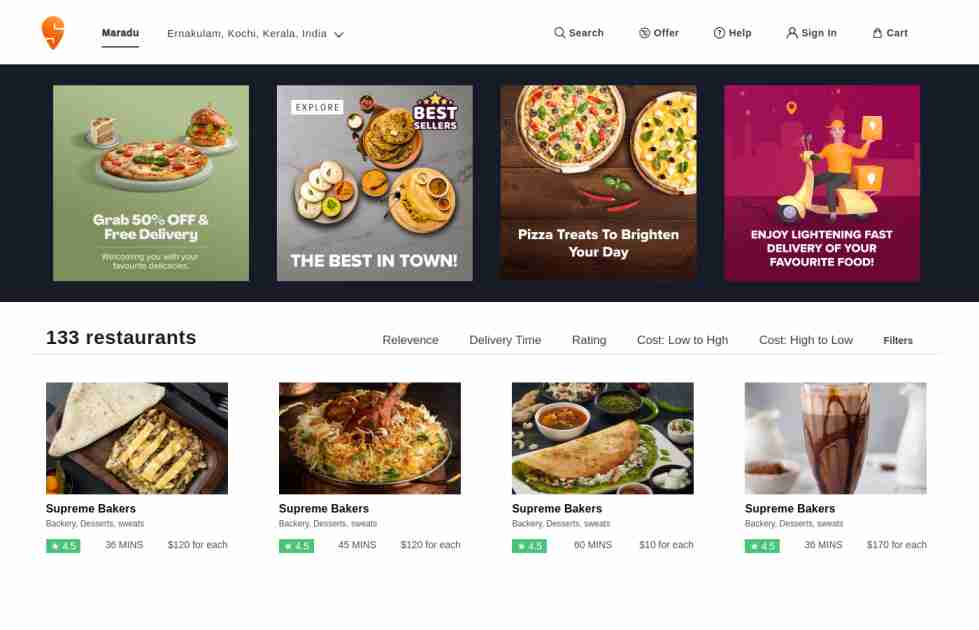 Maradu
Ernakulam, Kochi, Kerala, India
Search
Offer
Help
Sign In
Cart
Grab 50% OFF &
Free Delivery
Welcoming you with your
favourite delicacies.
EXPLORE
BEST
SELLERS
THE BEST IN TOWN!
Pizza Treats To Brighten
Your Day
ENJOY LIGHTENING FAST
DELIVERY OF YOUR
FAVOURITE FOOD!
133 restaurants
Relevence
Delivery Time
Rating
Cost: Low to Hgh
Cost: High to Low
Filters
Supreme Bakers
Backery, Desserts, sweats
★ 4.5
36 MINS
$120 for each
Supreme Bakers
Backery, Desserts, sweats
★ 4.5
45 MINS
$120 for each
Supreme Bakers
Backery, Desserts, sweats
★ 4.5
60 MINS
$10 for each
Supreme Bakers
Backery, Desserts, sweats
★ 4.5
36 MINS
$170 for each